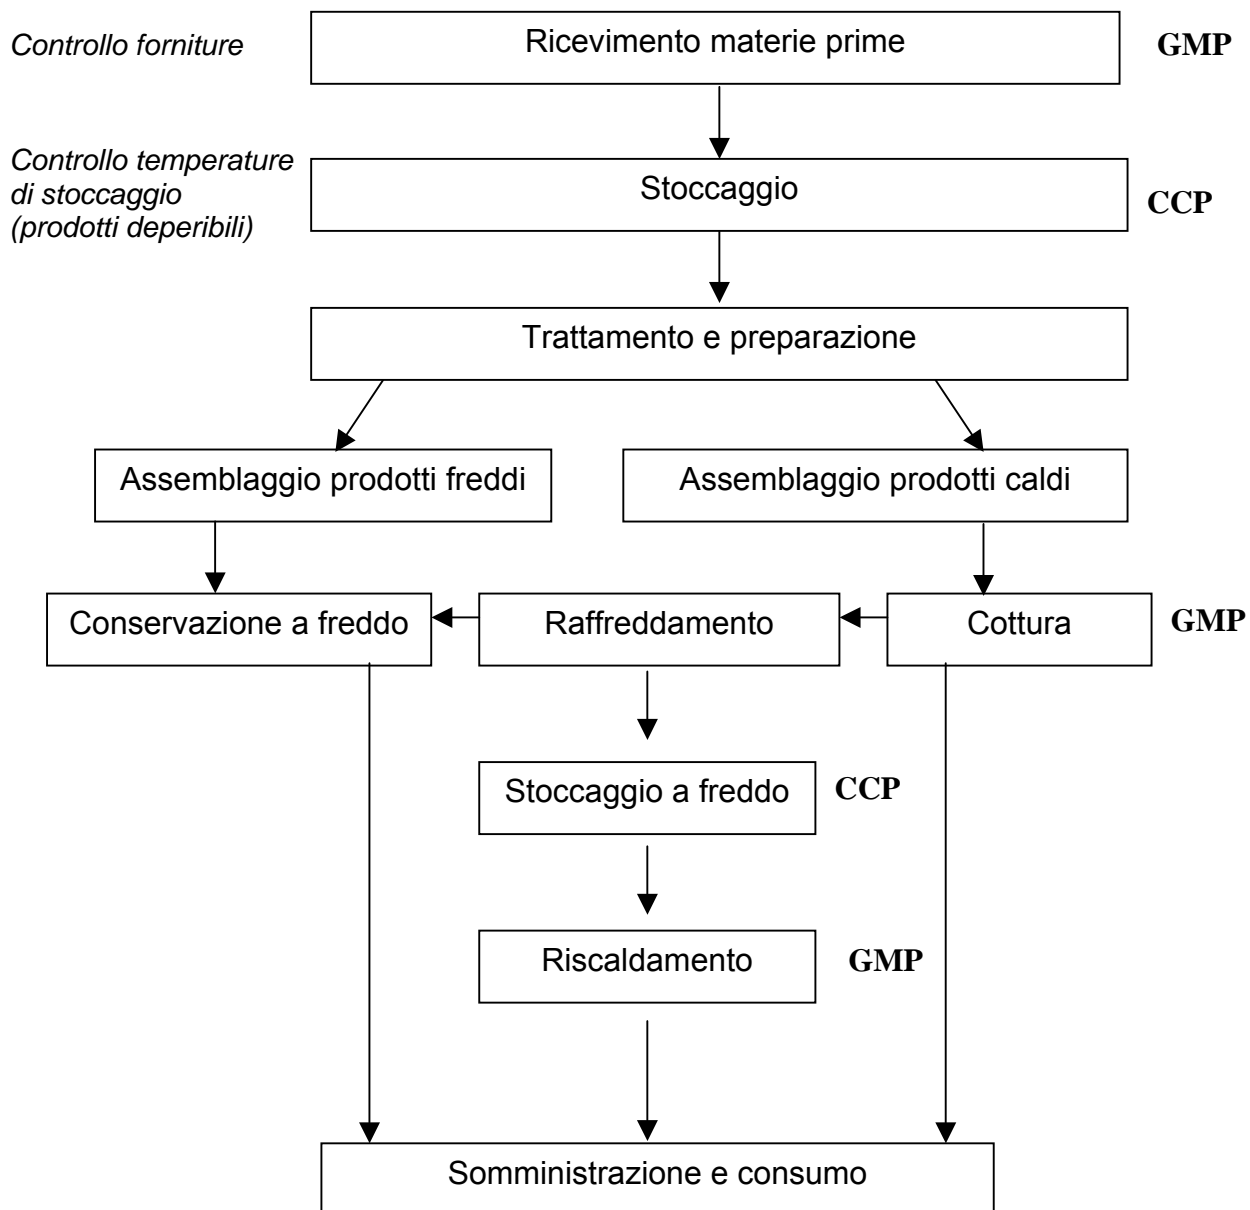 Controllo forniture
Ricevimento materie prime
GMP
Controllo temperature
di stoccaggio
(prodotti deperibili)
Stoccaggio
CCP
Trattamento e preparazione
Assemblaggio prodotti freddi
Assemblaggio prodotti caldi
Conservazione a freddo
Raffreddamento
Cottura
GMP
Stoccaggio a freddo
CCP
Riscaldamento
GMP
Somministrazione e consumo